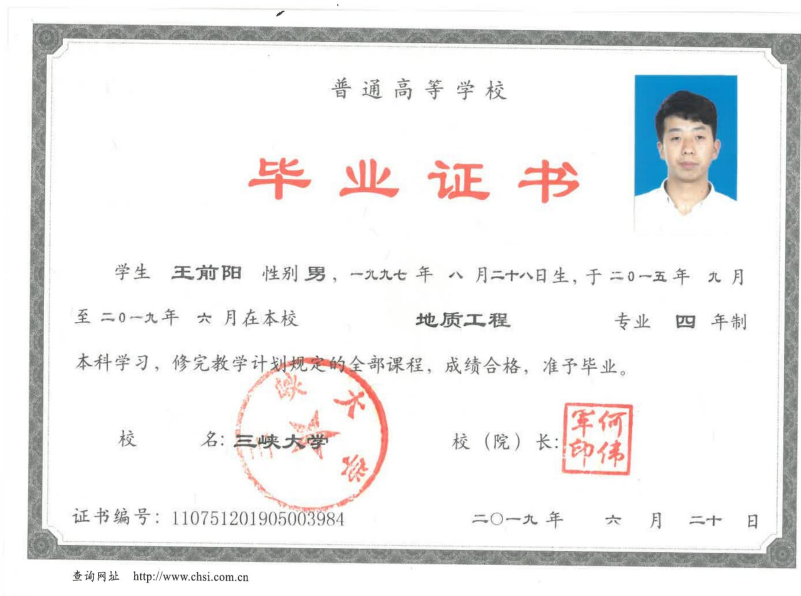 普通高等学校
毕业证书
学生 王前阳 性别 男，一九九七 年 八 月二十八日生，于 二0一五 年 九 月
至 二0一九 年 六 月在本校 地质工程 专业 四 年制
本科学习，修完教学计划规定的全部课程，成绩合格，准予毕业。
校 名：三峡大学 校（院）长：
三峡大学
何伟军印
证书编号：110751201905003984 二〇一九 年 六 月 二十 日
查询网址 http://www.chsi.com.cn